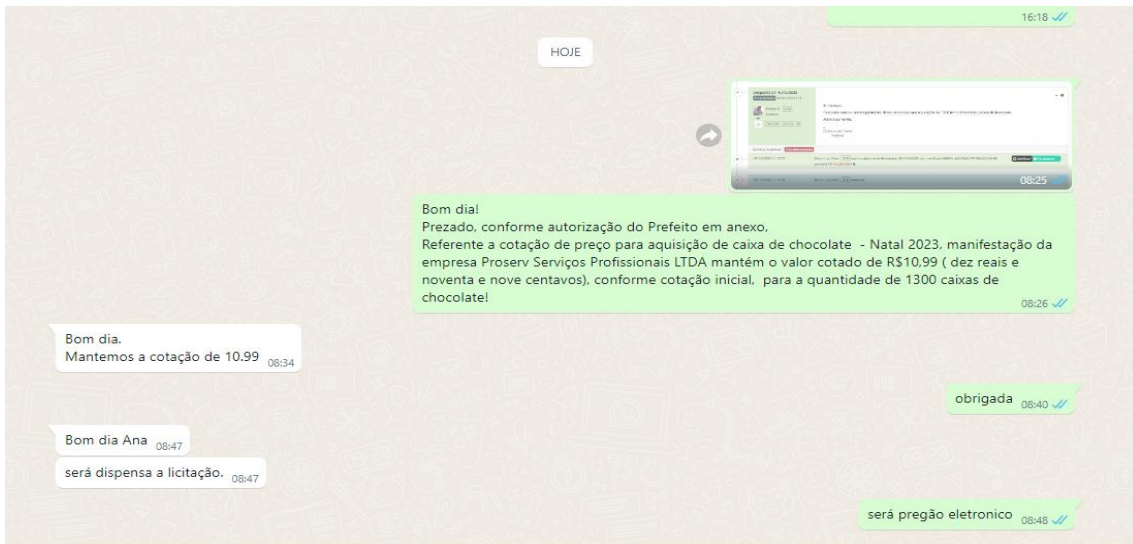 16:18
HOJE
08:25
Bom dia!
Prezado, conforme autorização do Prefeito em anexo,
Referente a cotação de preço para aquisição de caixa de chocolate - Natal 2023, manifestação da
empresa Proserv Serviços Profissionais LTDA mantém o valor cotado de R$10,99 ( dez reais e
noventa e nove centavos), conforme cotação inicial, para a quantidade de 1300 caixas de
chocolate!
08:26
Bom dia.
Mantemos a cotação de 10.99 08:34
obrigada 08:40
Bom dia Ana 08:47
será dispensa a licitação. 08:47
será pregão eletronico 08:48